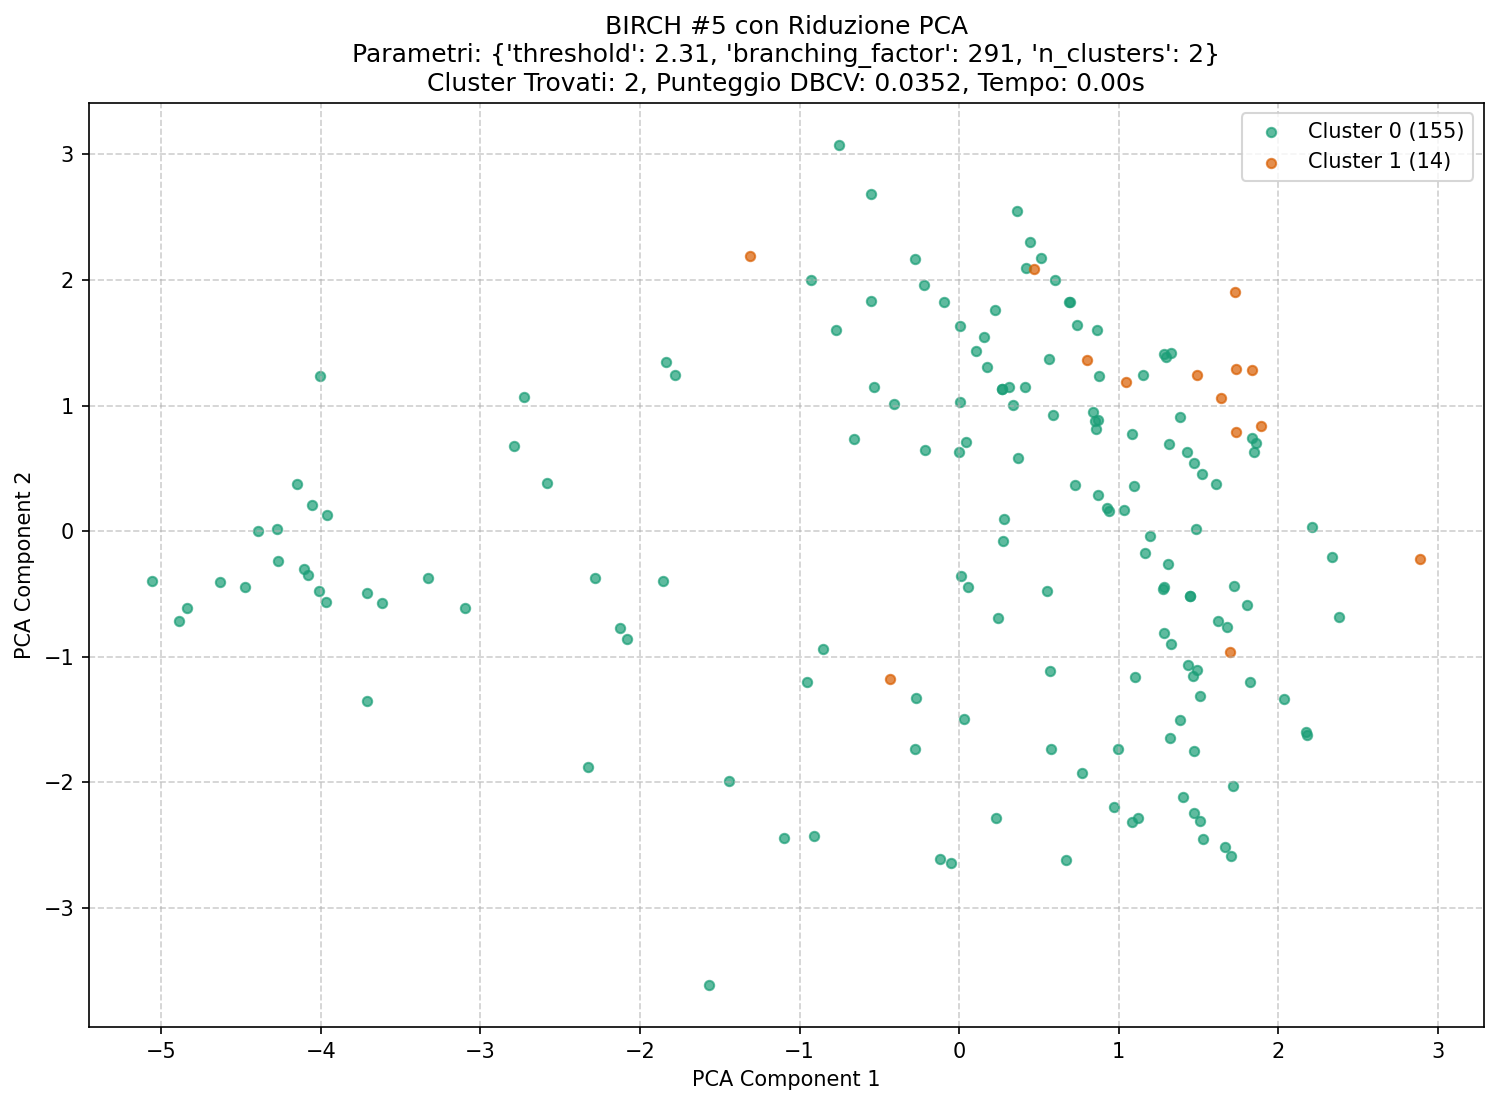 BIRCH #5 con Riduzione PCA
Parametri: {'threshold': 2.31, 'branching_factor': 291, 'n_clusters': 2}
Cluster Trovati: 2, Punteggio DBCV: 0.0352, Tempo: 0.00s
Cluster 0 (155)
Cluster 1 (14)
PCA Component 2
3
2
1
0
−1
−2
−3
−5
−4
−3
−2
−1
0
1
2
3
PCA Component 1